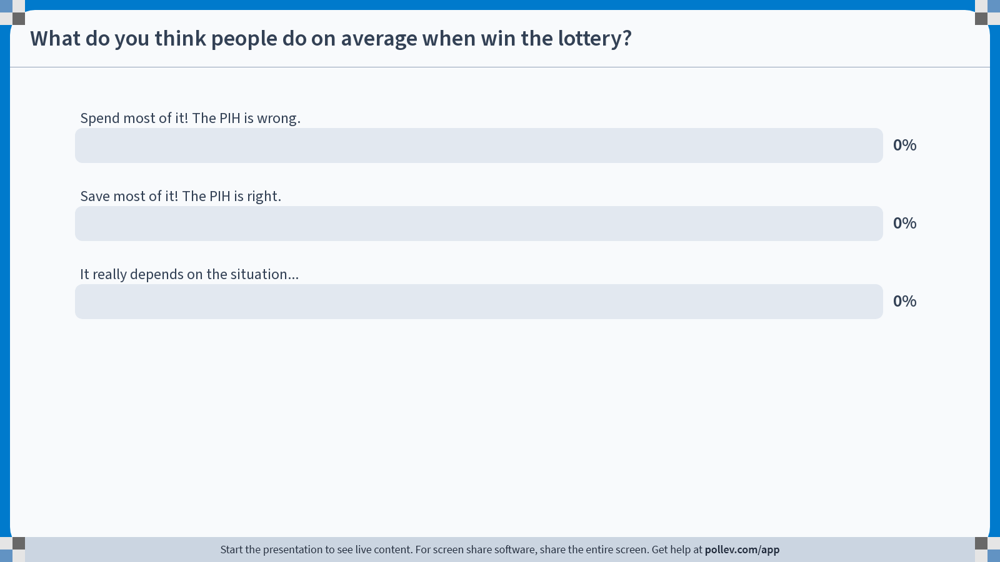 What do you think people do on average when win the lottery?
Spend most of it! The PIH is wrong.
0%
Save most of it! The PIH is right.
0%
It really depends on the situation...
0%
Start the presentation to see live content. For screen share software, share the entire screen. Get help at pollev.com/app